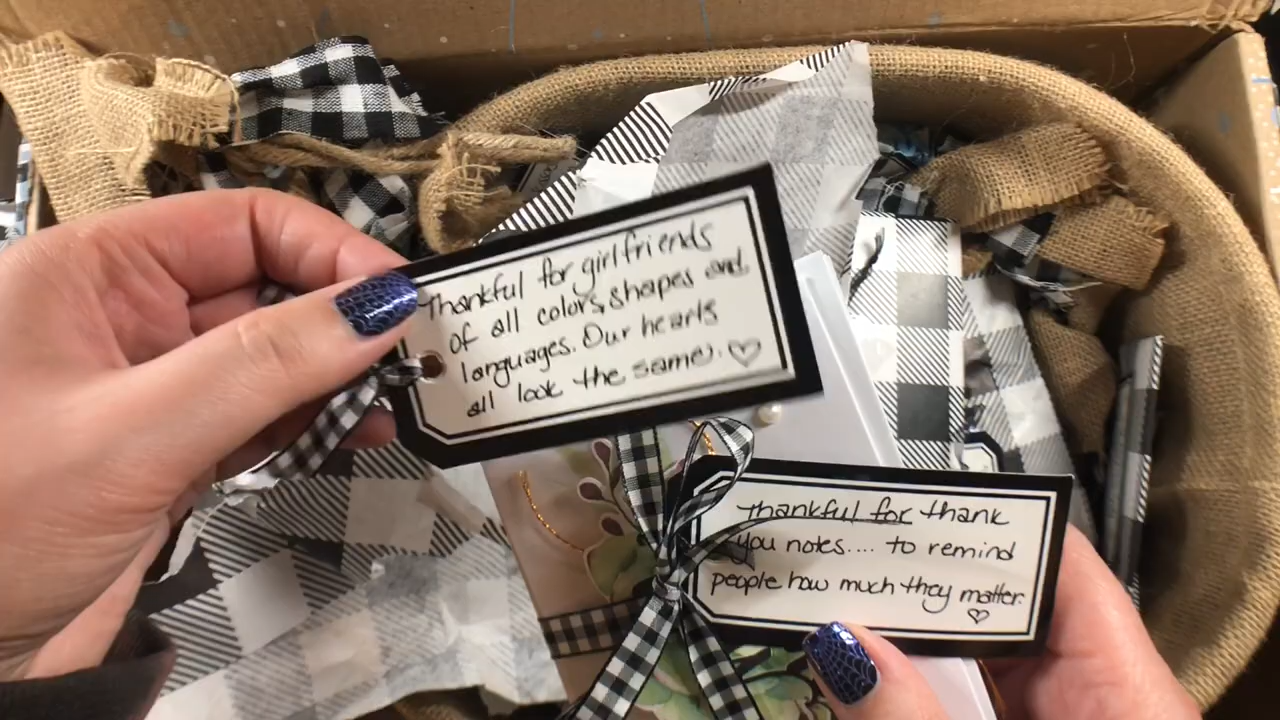 Thankful for girlfriends
of all colors, shapes and
languages. Our hearts
all look the same. ♡
Thankful for thank
you notes.... to remind
people how much they matter.
♡